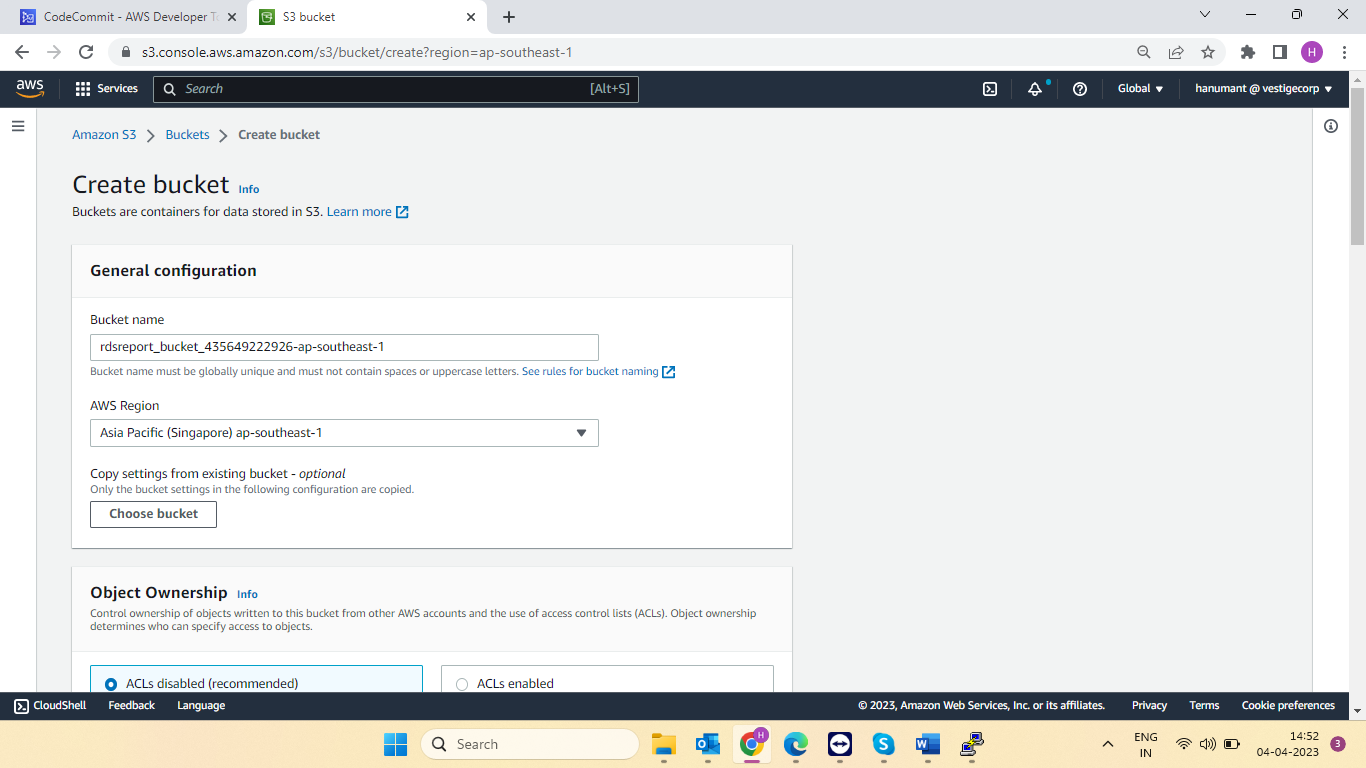 CodeCommit - AWS Developer T
S3 bucket
s3.console.aws.amazon.com/s3/bucket/create?region=ap-southeast-1
H
aws
Services
Search
[Alt+S]
Global
hanumant @ vestigecorp
Amazon S3
Buckets
Create bucket
Create bucket Info
Buckets are containers for data stored in S3. Learn more
General configuration
Bucket name
rdsreport_bucket_435649222926-ap-southeast-1
Bucket name must be globally unique and must not contain spaces or uppercase letters. See rules for bucket naming
AWS Region
Asia Pacific (Singapore) ap-southeast-1
Copy settings from existing bucket - optional
Only the bucket settings in the following configuration are copied.
Choose bucket
Object Ownership Info
Control ownership of objects written to this bucket from other AWS accounts and the use of access control lists (ACLs). Object ownership
determines who can specify access to objects.
ACLs disabled (recommended)
ACLs enabled
CloudShell
Feedback
Language
© 2023, Amazon Web Services, Inc. or its affiliates.
Privacy
Terms
Cookie preferences
Search
H
ENG
IN
14:52
04-04-2023
3